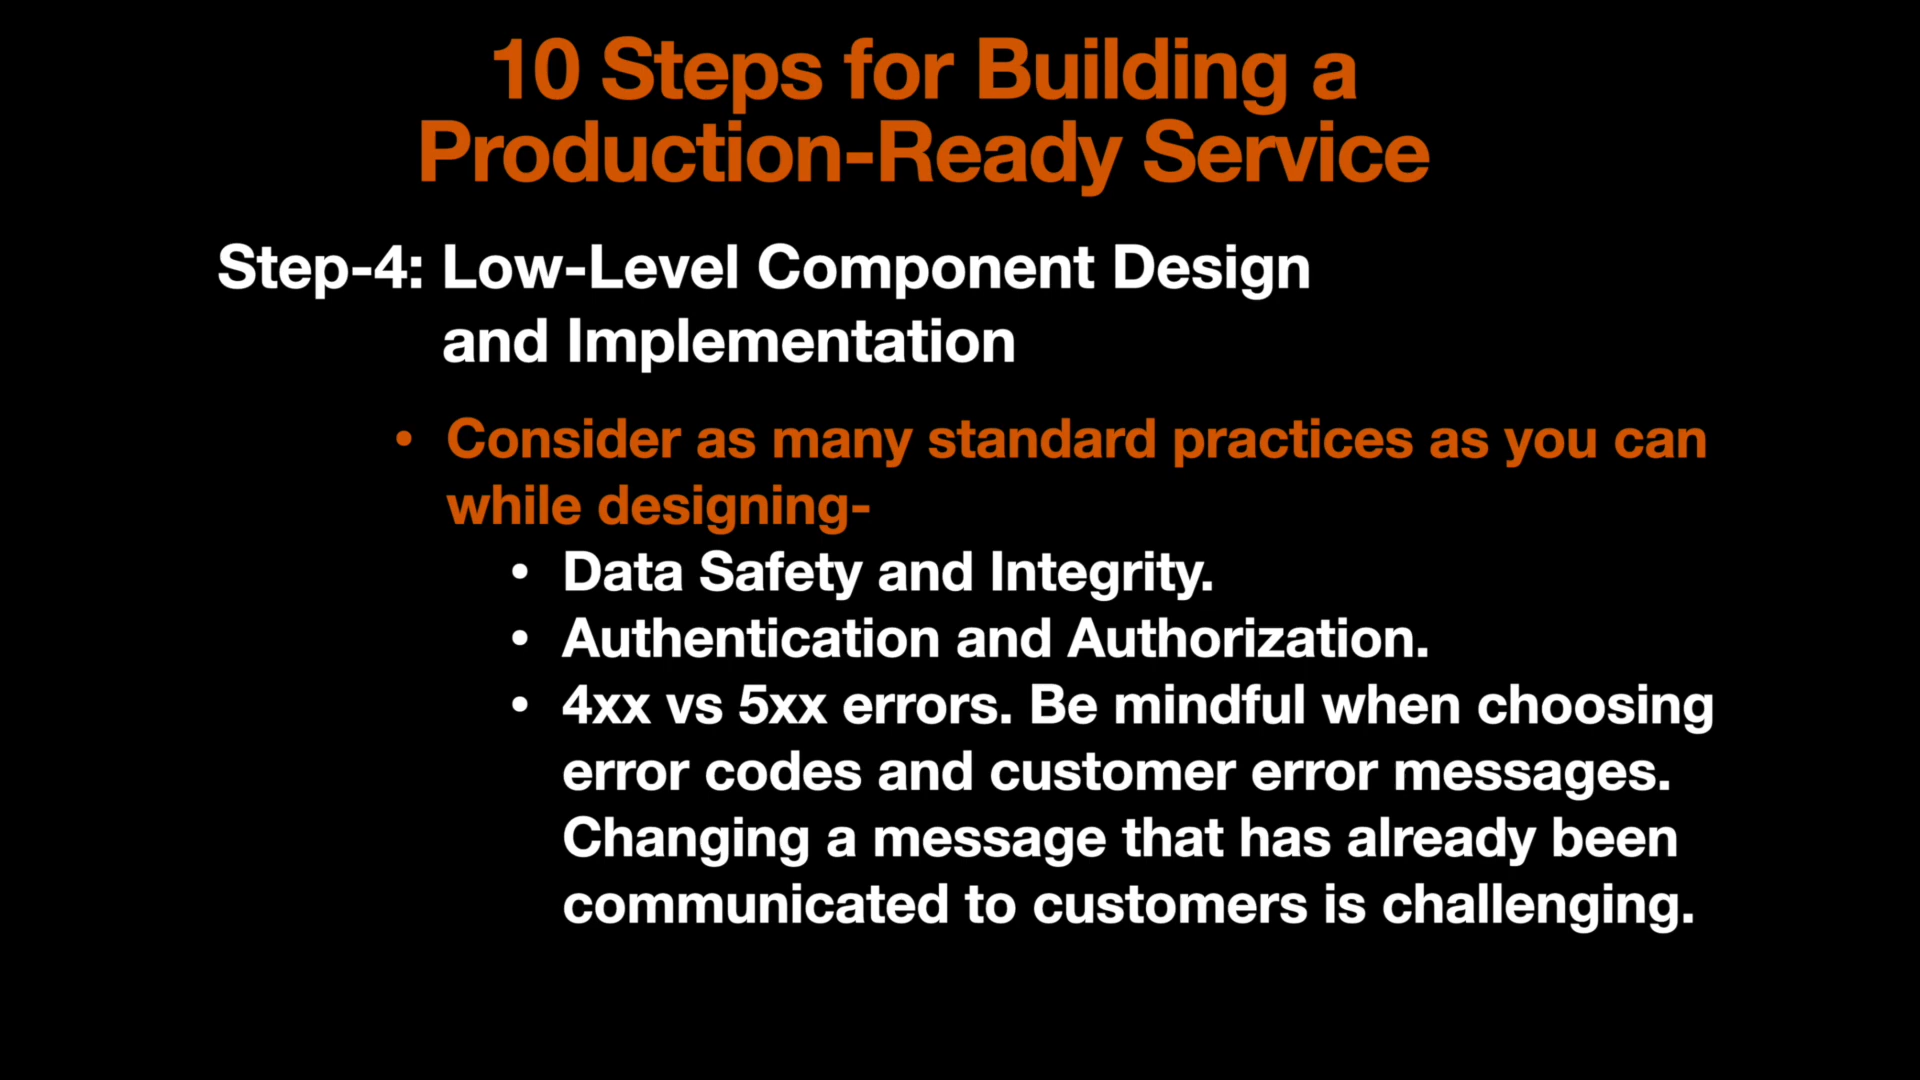 10 Steps for Building a
Production-Ready Service
Step-4: Low-Level Component Design
and Implementation
• Consider as many standard practices as you can
while designing-
• Data Safety and Integrity.
• Authentication and Authorization.
• 4xx vs 5xx errors. Be mindful when choosing
error codes and customer error messages.
Changing a message that has already been
communicated to customers is challenging.